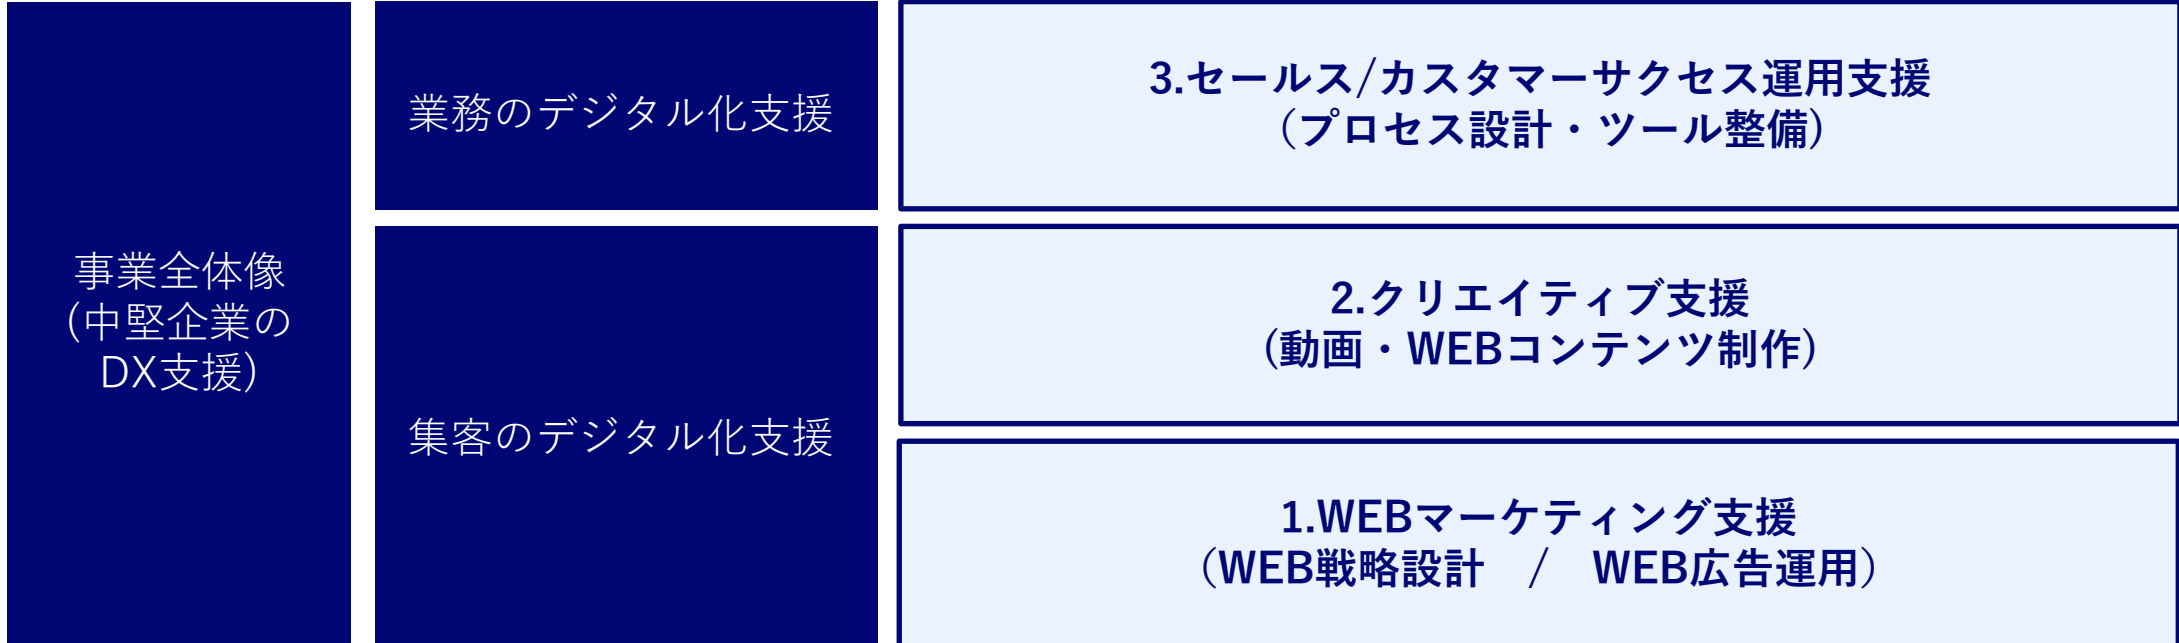 事業全体像
(中堅企業の
DX支援)
業務のデジタル化支援
3.セールス/カスタマーサクセス運用支援
(プロセス設計・ツール整備)
集客のデジタル化支援
2.クリエイティブ支援
(動画・WEBコンテンツ制作)
1.WEBマーケティング支援
(WEB戦略設計　/　WEB広告運用)